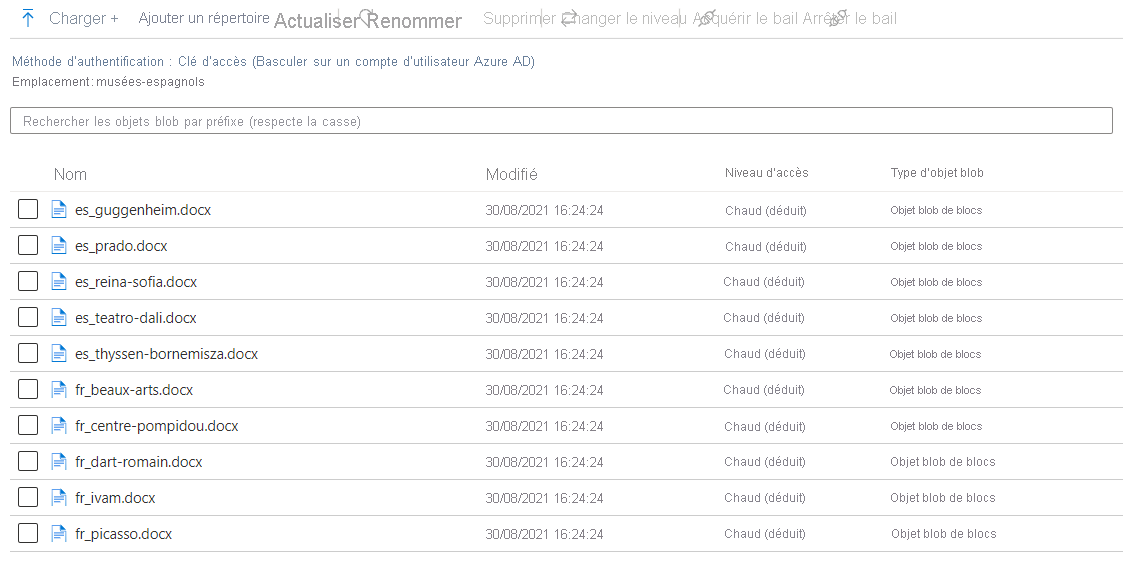 Charger + Ajouter un répertoire Actualiser Renommer Supprimer Changer le niveau Acquérir le bail Arrêter le bail
Méthode d'authentification : Clé d'accès (Basculer sur un compte d'utilisateur Azure AD)
Emplacement: musées-espagnols
Rechercher les objets blob par préfixe (respecte la casse)
Nom Modifié Niveau d'accès Type d'objet blob
es_guggenheim.docx 30/08/2021 16:24:24 Chaud (déduit) Objet blob de blocs
es_prado.docx 30/08/2021 16:24:24 Chaud (déduit) Objet blob de blocs
es_reina-sofia.docx 30/08/2021 16:24:24 Chaud (déduit) Objet blob de blocs
es_teatro-dali.docx 30/08/2021 16:24:24 Chaud (déduit) Objet blob de blocs
es_thyssen-bornemisza.docx 30/08/2021 16:24:24 Chaud (déduit) Objet blob de blocs
fr_beaux-arts.docx 30/08/2021 16:24:24 Chaud (déduit) Objet blob de blocs
fr_centre-pompidou.docx 30/08/2021 16:24:24 Chaud (déduit) Objet blob de blocs
fr_dart-romain.docx 30/08/2021 16:24:24 Chaud (déduit) Objet blob de blocs
fr_ivam.docx 30/08/2021 16:24:24 Chaud (déduit) Objet blob de blocs
fr_picasso.docx 30/08/2021 16:24:24 Chaud (déduit) Objet blob de blocs